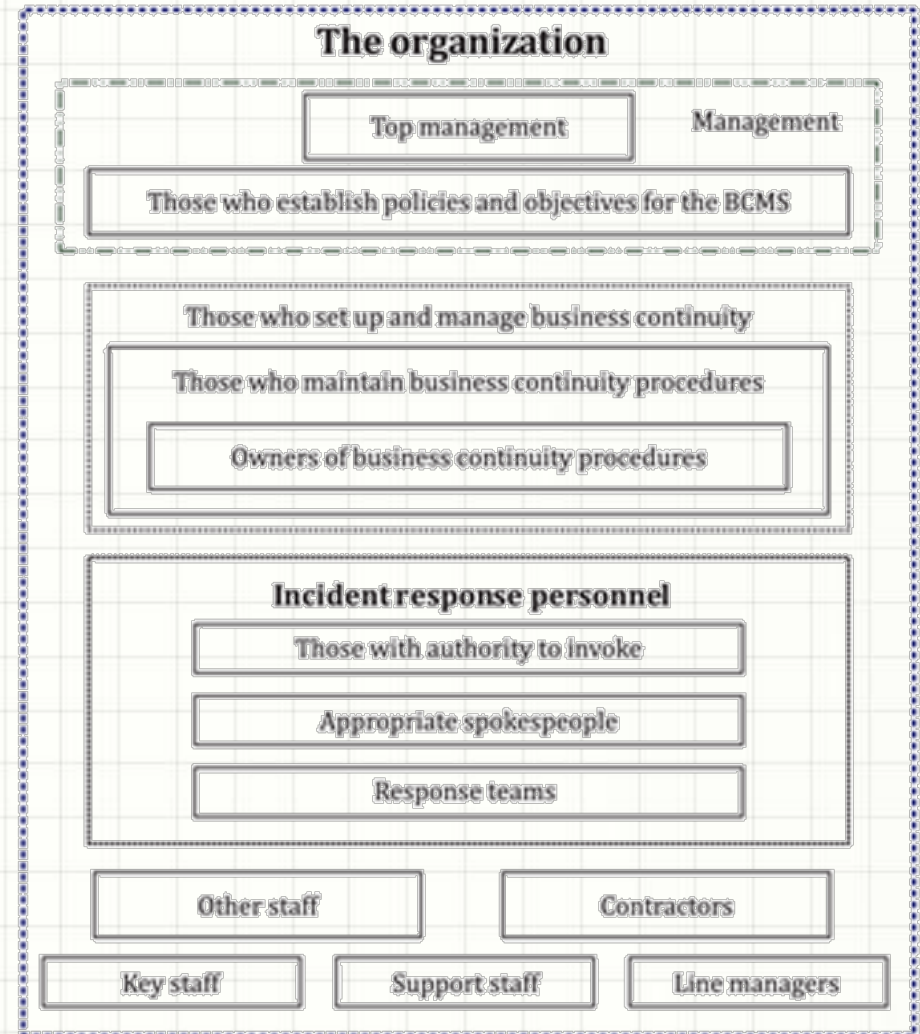 The organization
Top management
Management
Those who establish policies and objectives for the BCMS
Those who set up and manage business continuity
Those who maintain business continuity procedures
Owners of business continuity procedures
Incident response personnel
Those with authority to invoke
Appropriate spokespeople
Response teams
Other staff
Contractors
Key staff
Support staff
Line managers